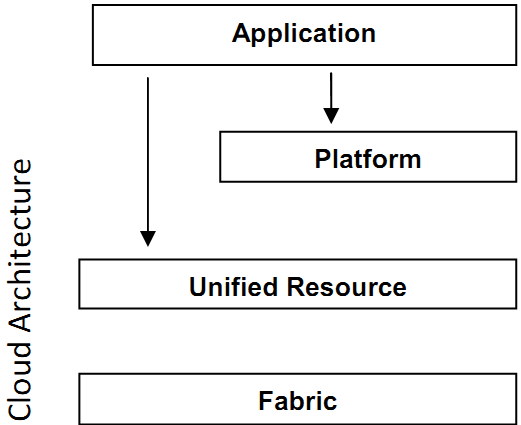 Application
Platform
Unified Resource
Fabric
Cloud Architecture